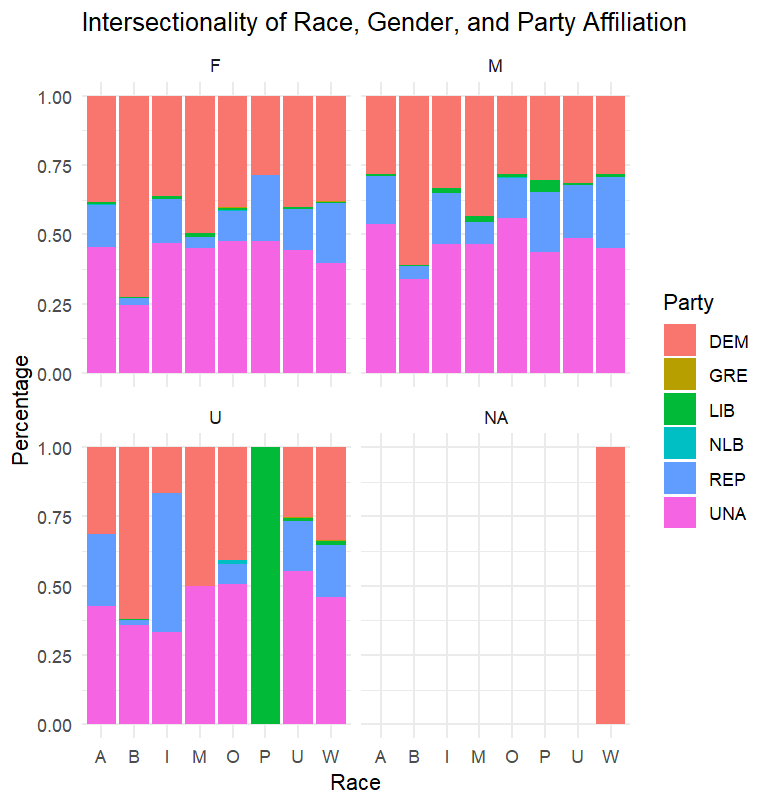 Intersectionality of Race, Gender, and Party Affiliation
F
M
1.00
0.75
0.50
0.25
0.00
U
NA
1.00
0.75
0.50
0.25
0.00
A B I M O P U W
A B I M O P U W
Race
Percentage
Party
DEM
GRE
LIB
NLB
REP
UNA